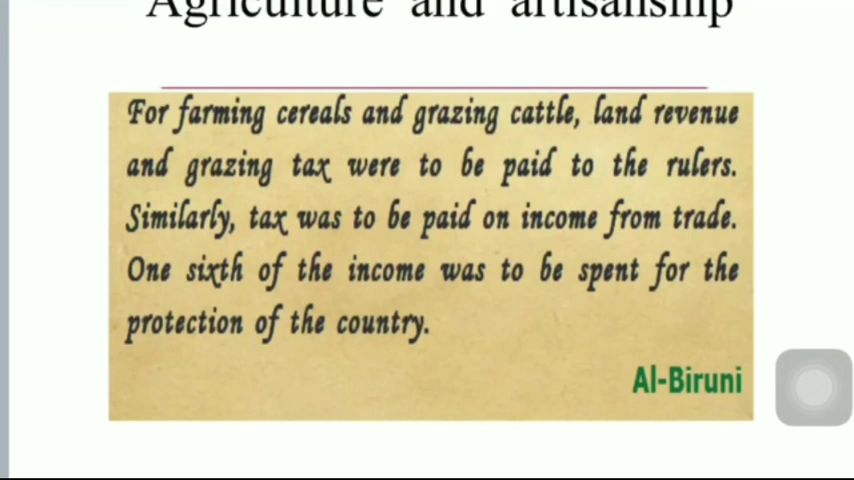 Agriculture and artisanship
For farming cereals and grazing cattle, land revenue
and grazing tax were to be paid to the rulers.
Similarly, tax was to be paid on income from trade.
One sixth of the income was to be spent for the
protection of the country.
Al-Biruni